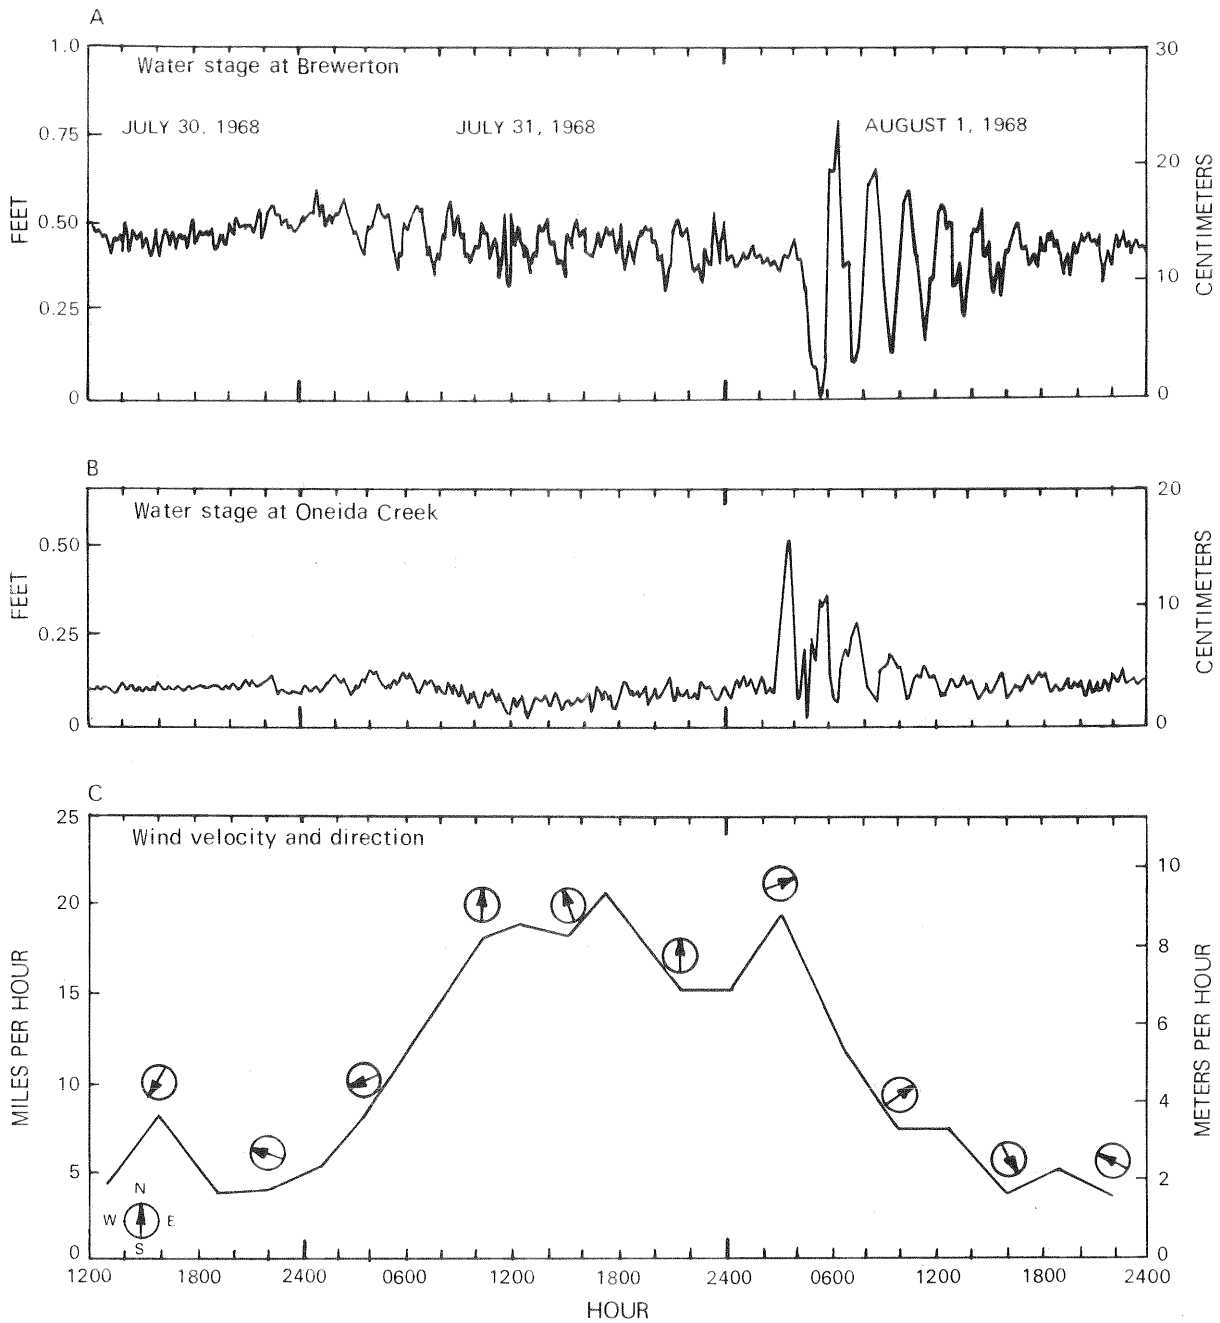 A
1.0
30
Water stage at Brewerton
JULY 30, 1968
JULY 31, 1968
AUGUST 1, 1968
0.75
20
FEET
0.50
CENTIMETERS
10
0.25
0
0
B
20
Water stage at Oneida Creek
0.50
FEET
10
CENTIMETERS
0.25
0
0
C
25
Wind velocity and direction
10
20
8
15
MILES PER HOUR
6
METERS PER HOUR
10
4
5
2
N
W E
S
0
0
1200 1800 2400 0600 1200 1800 2400 0600 1200 1800 2400
HOUR